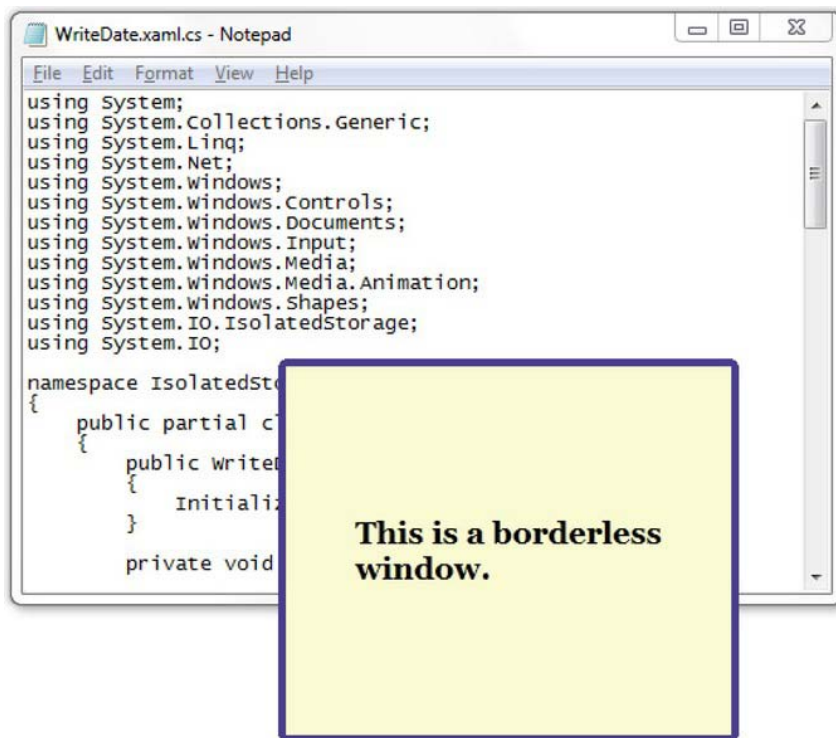 WriteDate.xaml.cs - Notepad
File Edit Format View Help
using System;
using System.Collections.Generic;
using System.Linq;
using System.Net;
using System.Windows;
using System.Windows.Controls;
using System.Windows.Documents;
using System.Windows.Input;
using System.Windows.Media;
using System.Windows.Media.Animation;
using System.Windows.Shapes;
using System.IO.IsolatedStorage;
using System.IO;
namespace IsolatedSto
{
public partial cl
{
public WriteD
{
Initializ
}
private void
This is a borderless
window.